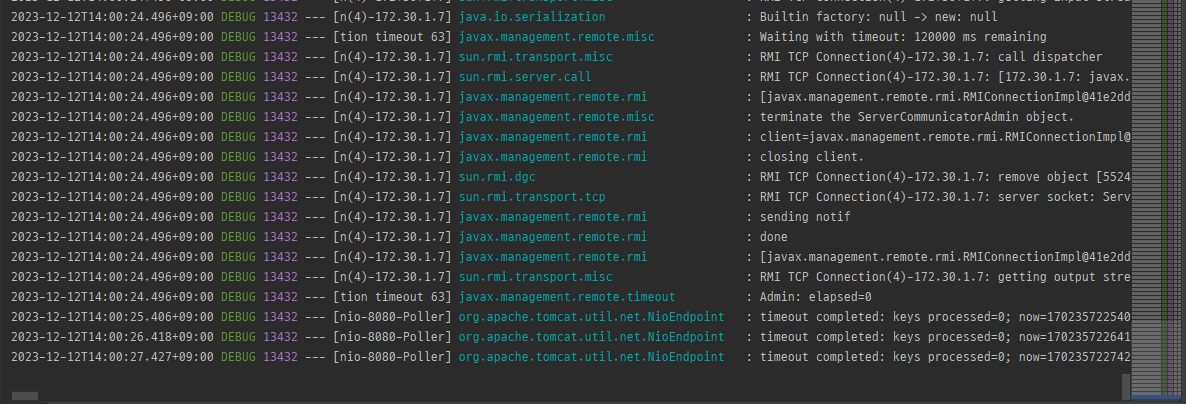 2023-12-12T14:00:24.496+09:00 DEBUG 13432 --- [n(4)-172.30.1.7] java.io.serialization : Builtin factory: null -> new: null
2023-12-12T14:00:24.496+09:00 DEBUG 13432 --- [tion timeout 63] javax.management.remote.misc : Waiting with timeout: 120000 ms remaining
2023-12-12T14:00:24.496+09:00 DEBUG 13432 --- [n(4)-172.30.1.7] sun.rmi.transport.misc : RMI TCP Connection(4)-172.30.1.7: call dispatcher
2023-12-12T14:00:24.496+09:00 DEBUG 13432 --- [n(4)-172.30.1.7] sun.rmi.server.call : RMI TCP Connection(4)-172.30.1.7: [172.30.1.7: javax.
2023-12-12T14:00:24.496+09:00 DEBUG 13432 --- [n(4)-172.30.1.7] javax.management.remote.rmi : [javax.management.remote.rmi.RMIConnectionImpl@41e2dd
2023-12-12T14:00:24.496+09:00 DEBUG 13432 --- [n(4)-172.30.1.7] javax.management.remote.misc : terminate the ServerCommunicatorAdmin object.
2023-12-12T14:00:24.496+09:00 DEBUG 13432 --- [n(4)-172.30.1.7] javax.management.remote.rmi : client=javax.management.remote.rmi.RMIConnectionImpl@
2023-12-12T14:00:24.496+09:00 DEBUG 13432 --- [n(4)-172.30.1.7] javax.management.remote.rmi : closing client.
2023-12-12T14:00:24.496+09:00 DEBUG 13432 --- [n(4)-172.30.1.7] sun.rmi.dgc : RMI TCP Connection(4)-172.30.1.7: remove object [5524
2023-12-12T14:00:24.496+09:00 DEBUG 13432 --- [n(4)-172.30.1.7] sun.rmi.transport.tcp : RMI TCP Connection(4)-172.30.1.7: server socket: Serv
2023-12-12T14:00:24.496+09:00 DEBUG 13432 --- [n(4)-172.30.1.7] javax.management.remote.rmi : sending notif
2023-12-12T14:00:24.496+09:00 DEBUG 13432 --- [n(4)-172.30.1.7] javax.management.remote.rmi : done
2023-12-12T14:00:24.496+09:00 DEBUG 13432 --- [n(4)-172.30.1.7] javax.management.remote.rmi : [javax.management.remote.rmi.RMIConnectionImpl@41e2dd
2023-12-12T14:00:24.496+09:00 DEBUG 13432 --- [n(4)-172.30.1.7] sun.rmi.transport.misc : RMI TCP Connection(4)-172.30.1.7: getting output stre
2023-12-12T14:00:24.496+09:00 DEBUG 13432 --- [tion timeout 63] javax.management.remote.timeout : Admin: elapsed=0
2023-12-12T14:00:25.406+09:00 DEBUG 13432 --- [nio-8080-Poller] org.apache.tomcat.util.net.NioEndpoint : timeout completed: keys processed=0; now=170235722540
2023-12-12T14:00:26.418+09:00 DEBUG 13432 --- [nio-8080-Poller] org.apache.tomcat.util.net.NioEndpoint : timeout completed: keys processed=0; now=170235722641
2023-12-12T14:00:27.427+09:00 DEBUG 13432 --- [nio-8080-Poller] org.apache.tomcat.util.net.NioEndpoint : timeout completed: keys processed=0; now=170235722742